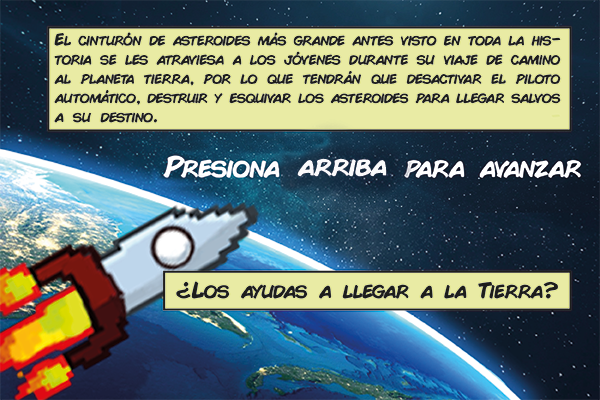 El cinturón de asteroides más grande antes visto en toda la his-
toria se les atraviesa a los jóvenes durante su viaje de camino
al planeta tierra, por lo que tendrán que desactivar el piloto
automático, destruir y esquivar los asteroides para llegar salvos
a su destino.
Presiona arriba para avanzar
¿Los ayudas a llegar a la Tierra?